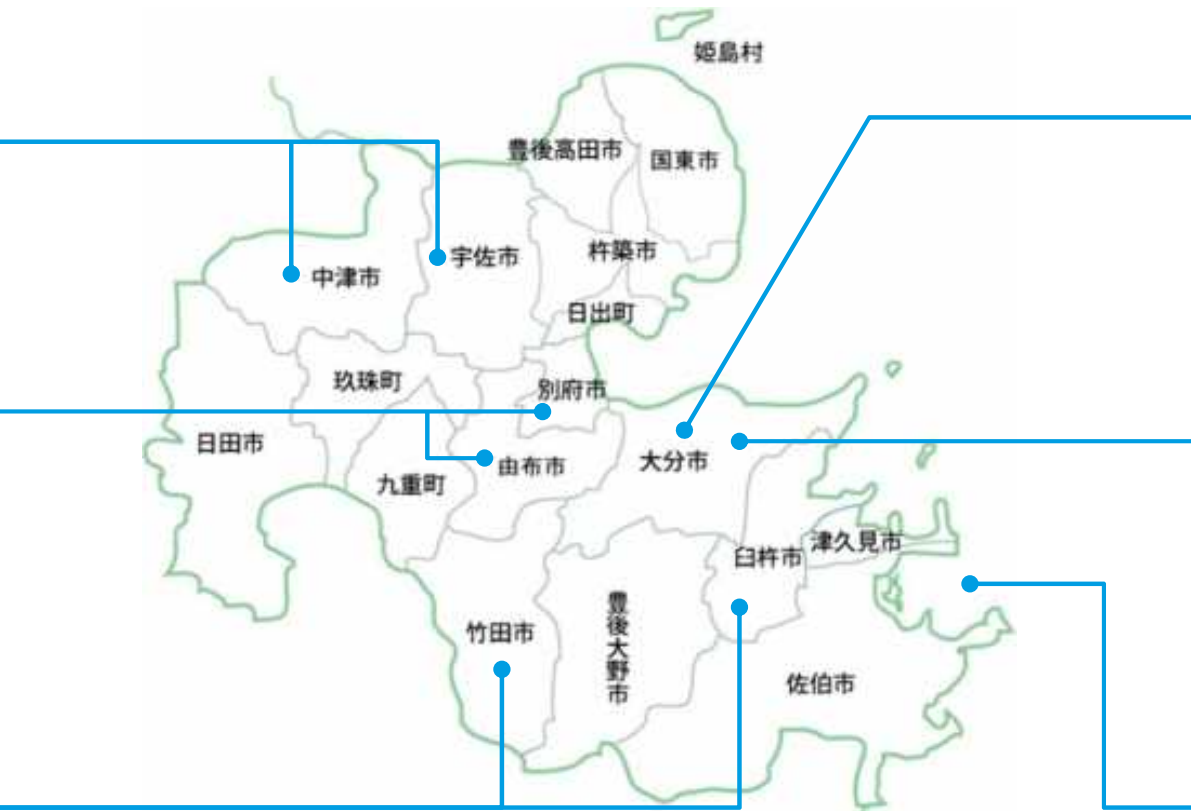 姫島村
豊後高田市
国東市
杵築市
宇佐市
中津市
日出町
玖珠町
別府市
日田市
九重町
由布市
大分市
臼杵市
津久見市
竹田市
豊後大野市
佐伯市